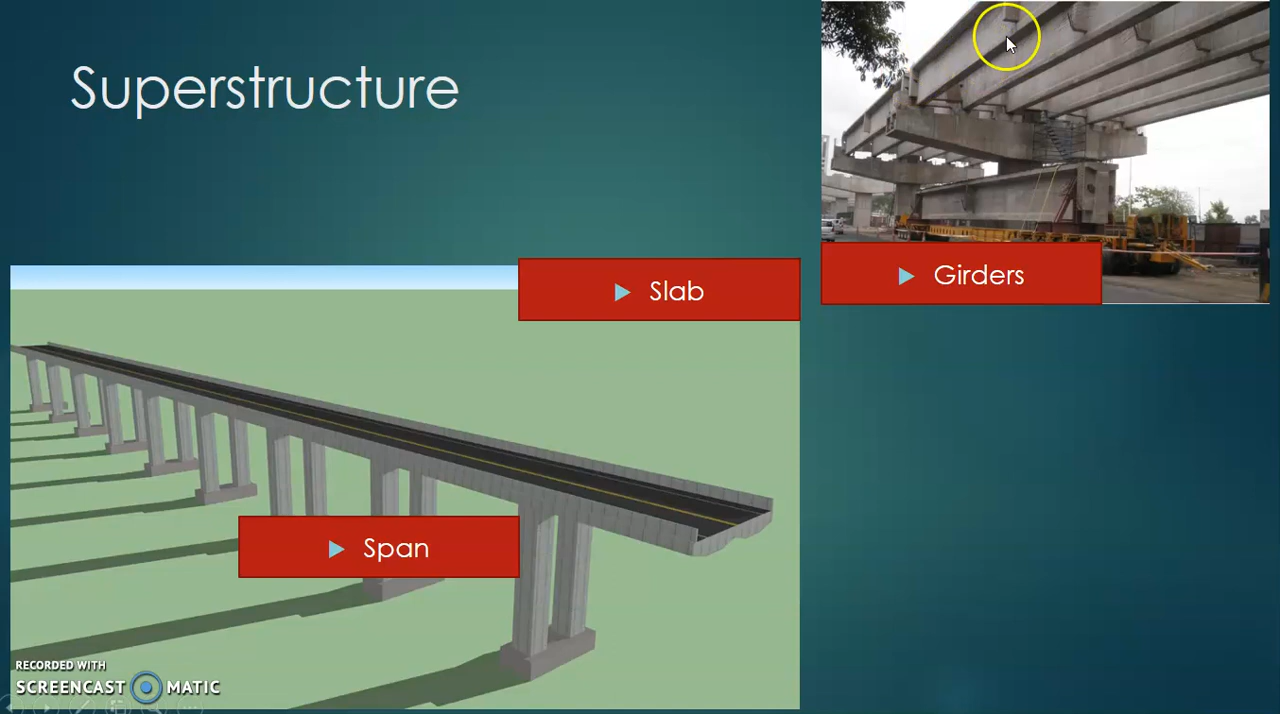 Superstructure
Slab
Girders
Span
RECORDED WITH
SCREENCAST MATIC